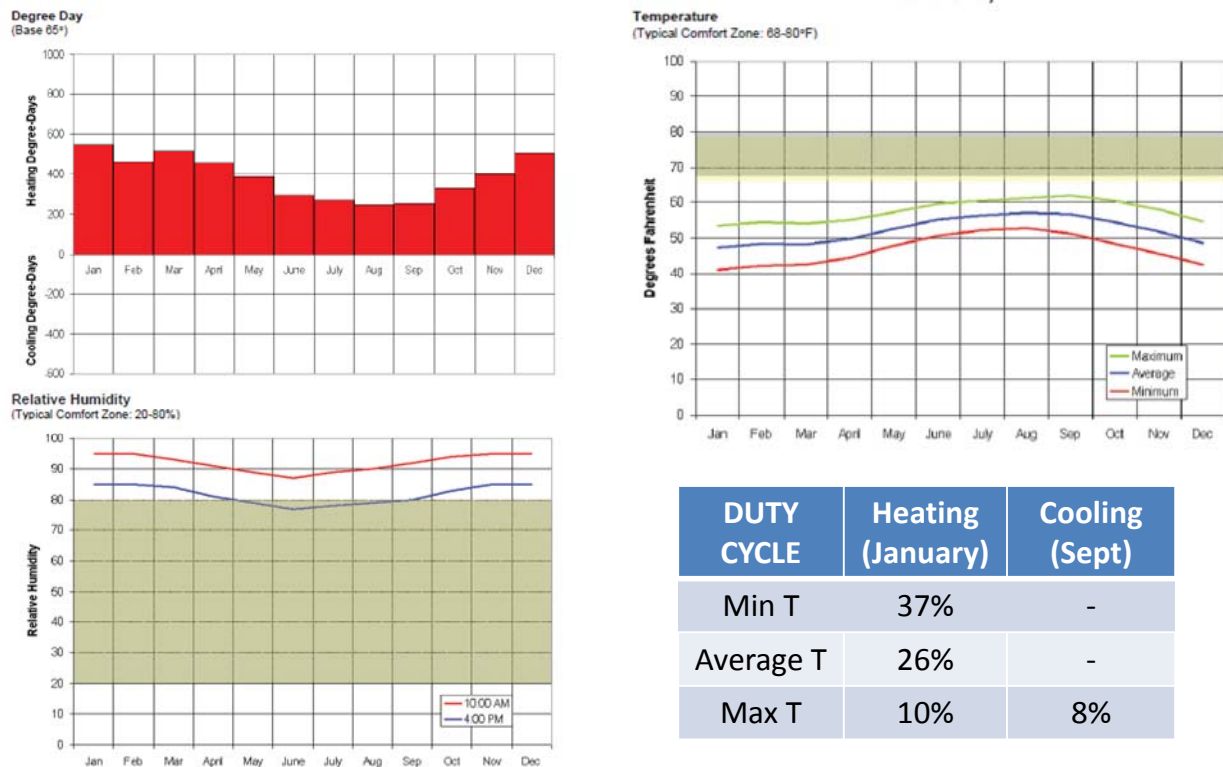 Degree Day
(Base 65°)
1000
800
600
400
200
0
-200
-400
-600
Heating Degree-Days
Cooling Degree-Days
Jan Feb Mar April May June July Aug Sep Oct Nov Dec
Temperature
(Typical Comfort Zone: 68-80°F)
100
90
80
70
60
50
40
30
20
10
0
Degrees Fahrenheit
Maximum
Average
Minimum
Jan Feb Mar April May June July Aug Sep Oct Nov Dec
Relative Humidity
(Typical Comfort Zone: 20-80%)
100
90
80
70
60
50
40
30
20
10
0
Relative Humidity
10:00 AM
4:00 PM
Jan Feb Mar April May June July Aug Sep Oct Nov Dec
DUTY CYCLE Heating (January) Cooling (Sept)
Min T 37% -
Average T 26% -
Max T 10% 8%